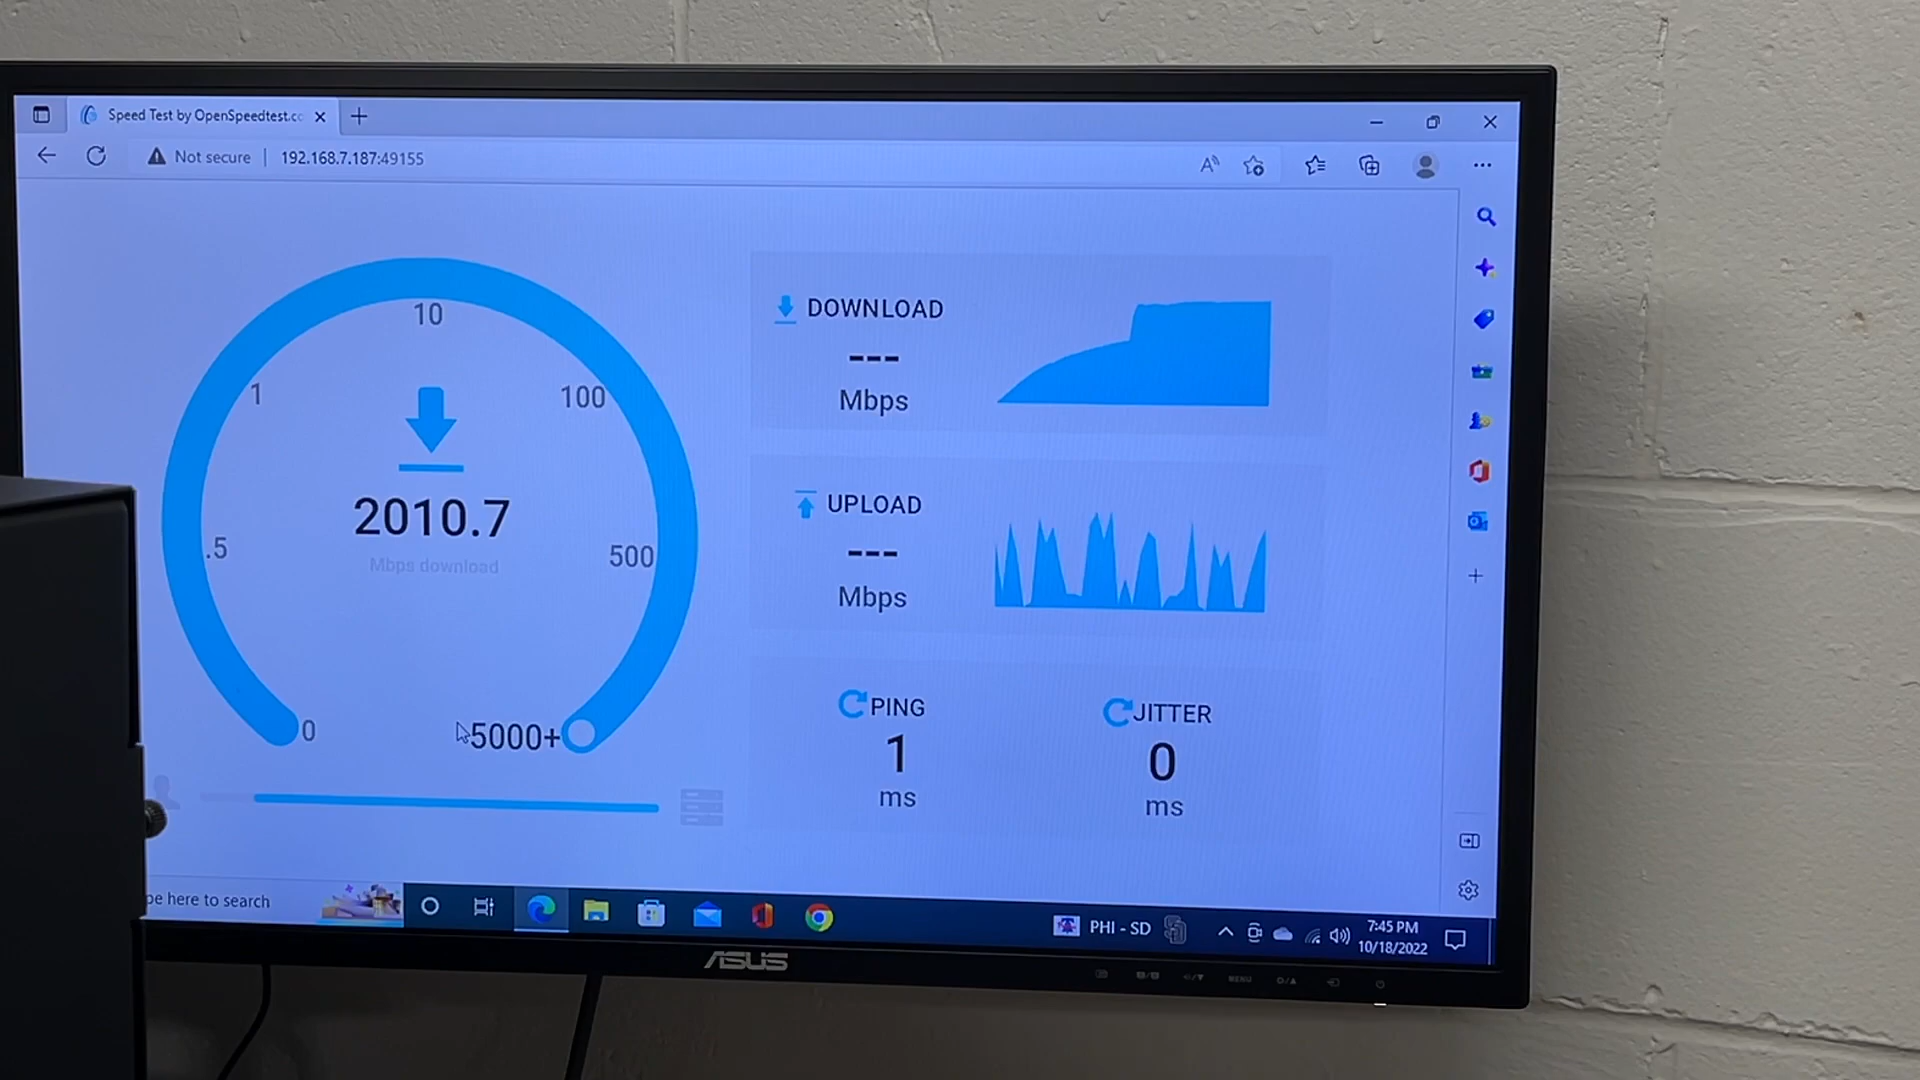 Speed Test by OpenSpeedtest.cc
Not secure
192.168.7.187:49155
10
1
100
.5
500
0
5000+
2010.7
Mbps download
DOWNLOAD
---
Mbps
UPLOAD
---
Mbps
PING
1
ms
JITTER
0
ms
pe here to search
PHI - SD
7:45 PM
10/18/2022
ASUS
MENU